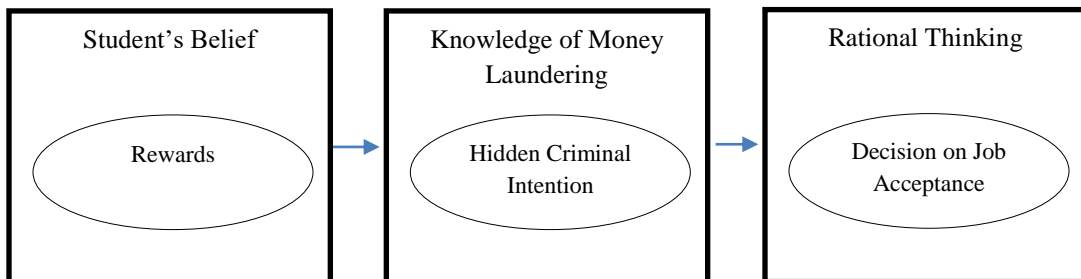 Student’s Belief
Rewards
Knowledge of Money
Laundering
Hidden Criminal
Intention
Rational Thinking
Decision on Job
Acceptance